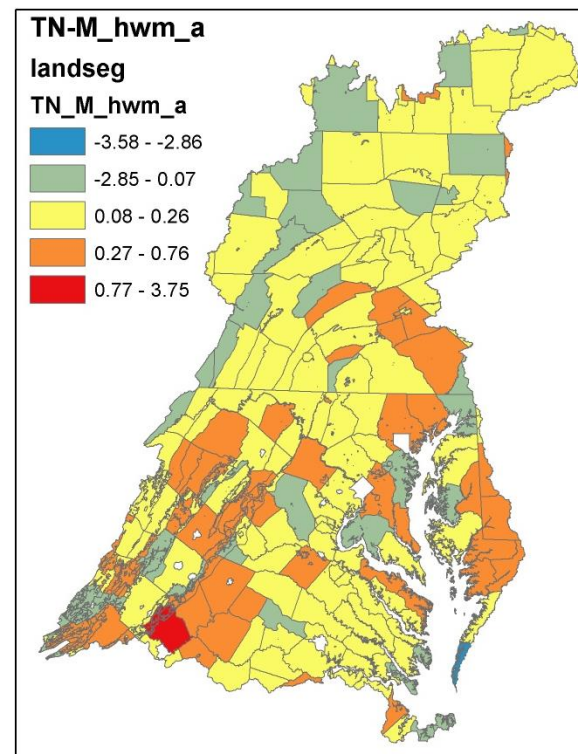 TN-M_hwm_a
landseg
TN_M_hwm_a
-3.58 - -2.86
-2.85 - 0.07
0.08 - 0.26
0.27 - 0.76
0.77 - 3.75